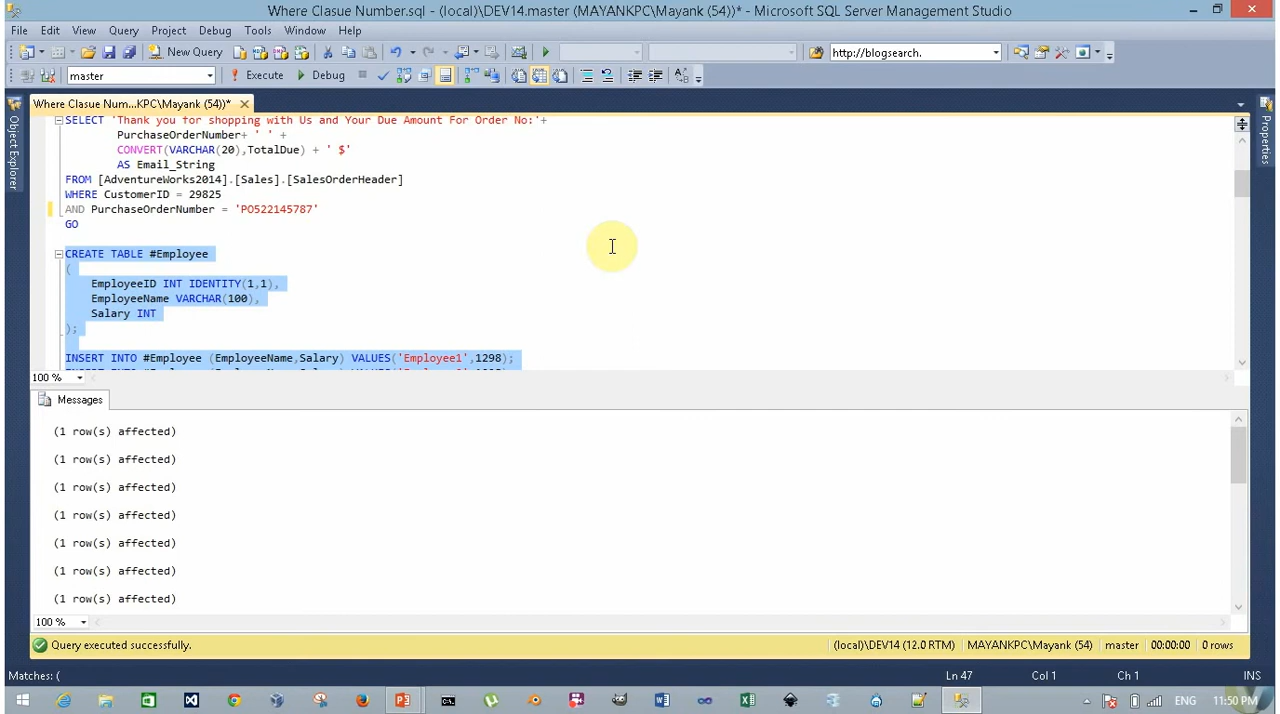 Where Clasue Number.sql - (local)\DEV14.master (MAYANKPC\Mayank (54))* - Microsoft SQL Server Management Studio
File Edit View Query Project Debug Tools Window Help
New Query http://blogsearch.
master Execute Debug
Where Clasue Num...KPC\Mayank (54))*
Object Explorer
Properties
SELECT 'Thank you for shopping with Us and Your Due Amount For Order No:'+
PurchaseOrderNumber+ ' ' +
CONVERT(VARCHAR(20),TotalDue) + ' $'
AS Email_String
FROM [AdventureWorks2014].[Sales].[SalesOrderHeader]
WHERE CustomerID = 29825
AND PurchaseOrderNumber = 'PO522145787'
GO
CREATE TABLE #Employee
(
EmployeeID INT IDENTITY(1,1),
EmployeeName VARCHAR(100),
Salary INT
);
INSERT INTO #Employee (EmployeeName,Salary) VALUES('Employee1',1298);
100 %
Messages
(1 row(s) affected)
(1 row(s) affected)
(1 row(s) affected)
(1 row(s) affected)
(1 row(s) affected)
(1 row(s) affected)
(1 row(s) affected)
100 %
Query executed successfully. (local)\DEV14 (12.0 RTM) MAYANKPC\Mayank (54) master 00:00:00 0 rows
Matches: ( Ln 47 Col 1 Ch 1 INS
ENG 11:50 PM